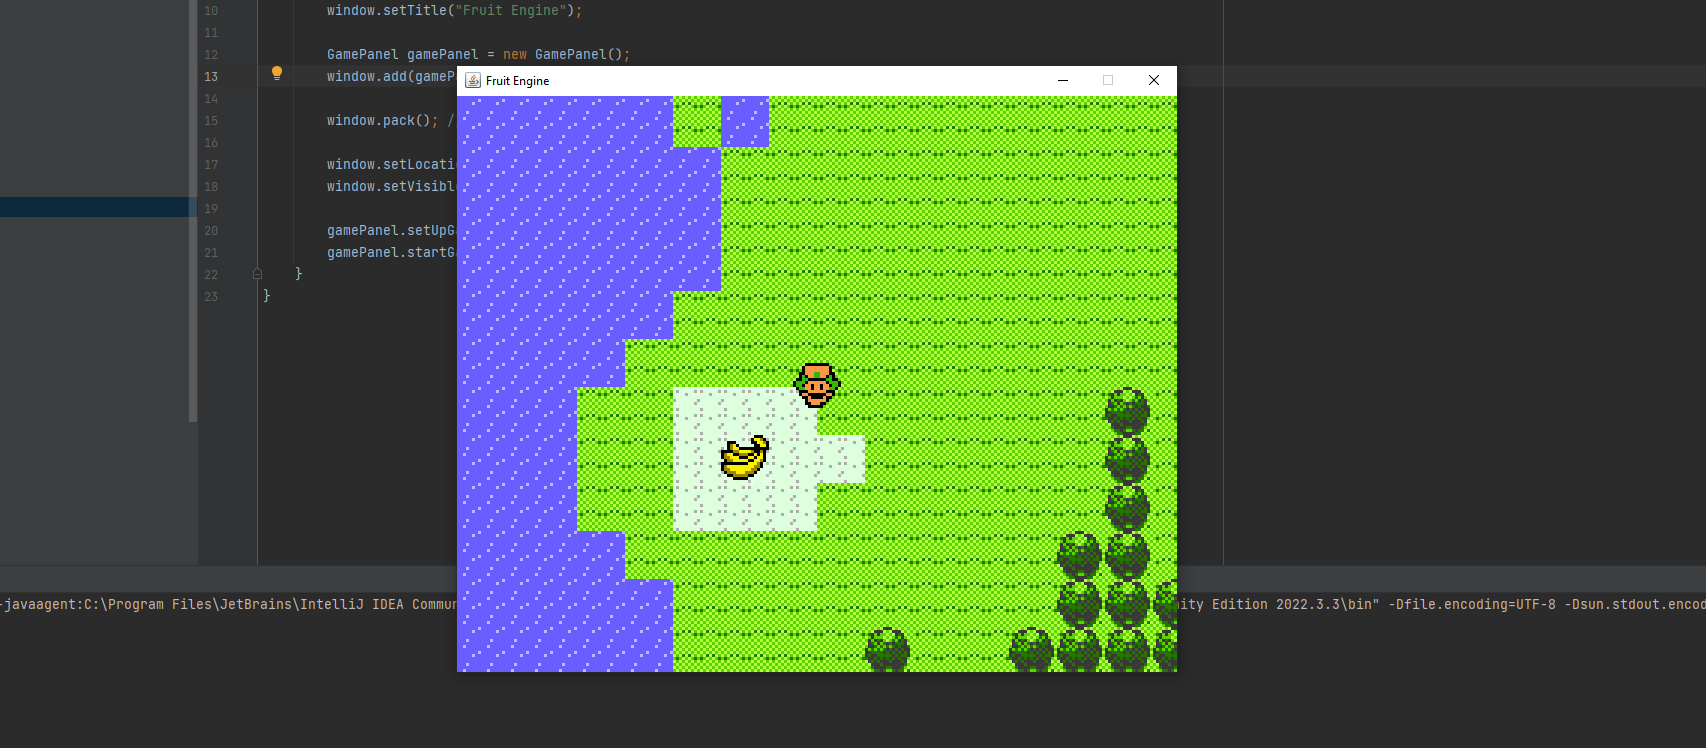 10 window.setTitle("Fruit Engine");
11
12 GamePanel gamePanel = new GamePanel();
13 window.add(gameP
Fruit Engine
14
15 window.pack(); /
16
17 window.setLocati
18 window.setVisibl
19
20 gamePanel.setUpG
21 gamePanel.startG
22 }
23 }
-javaagent:C:\Program Files\JetBrains\IntelliJ IDEA Commun
nity Edition 2022.3.3\bin" -Dfile.encoding=UTF-8 -Dsun.stdout.encod